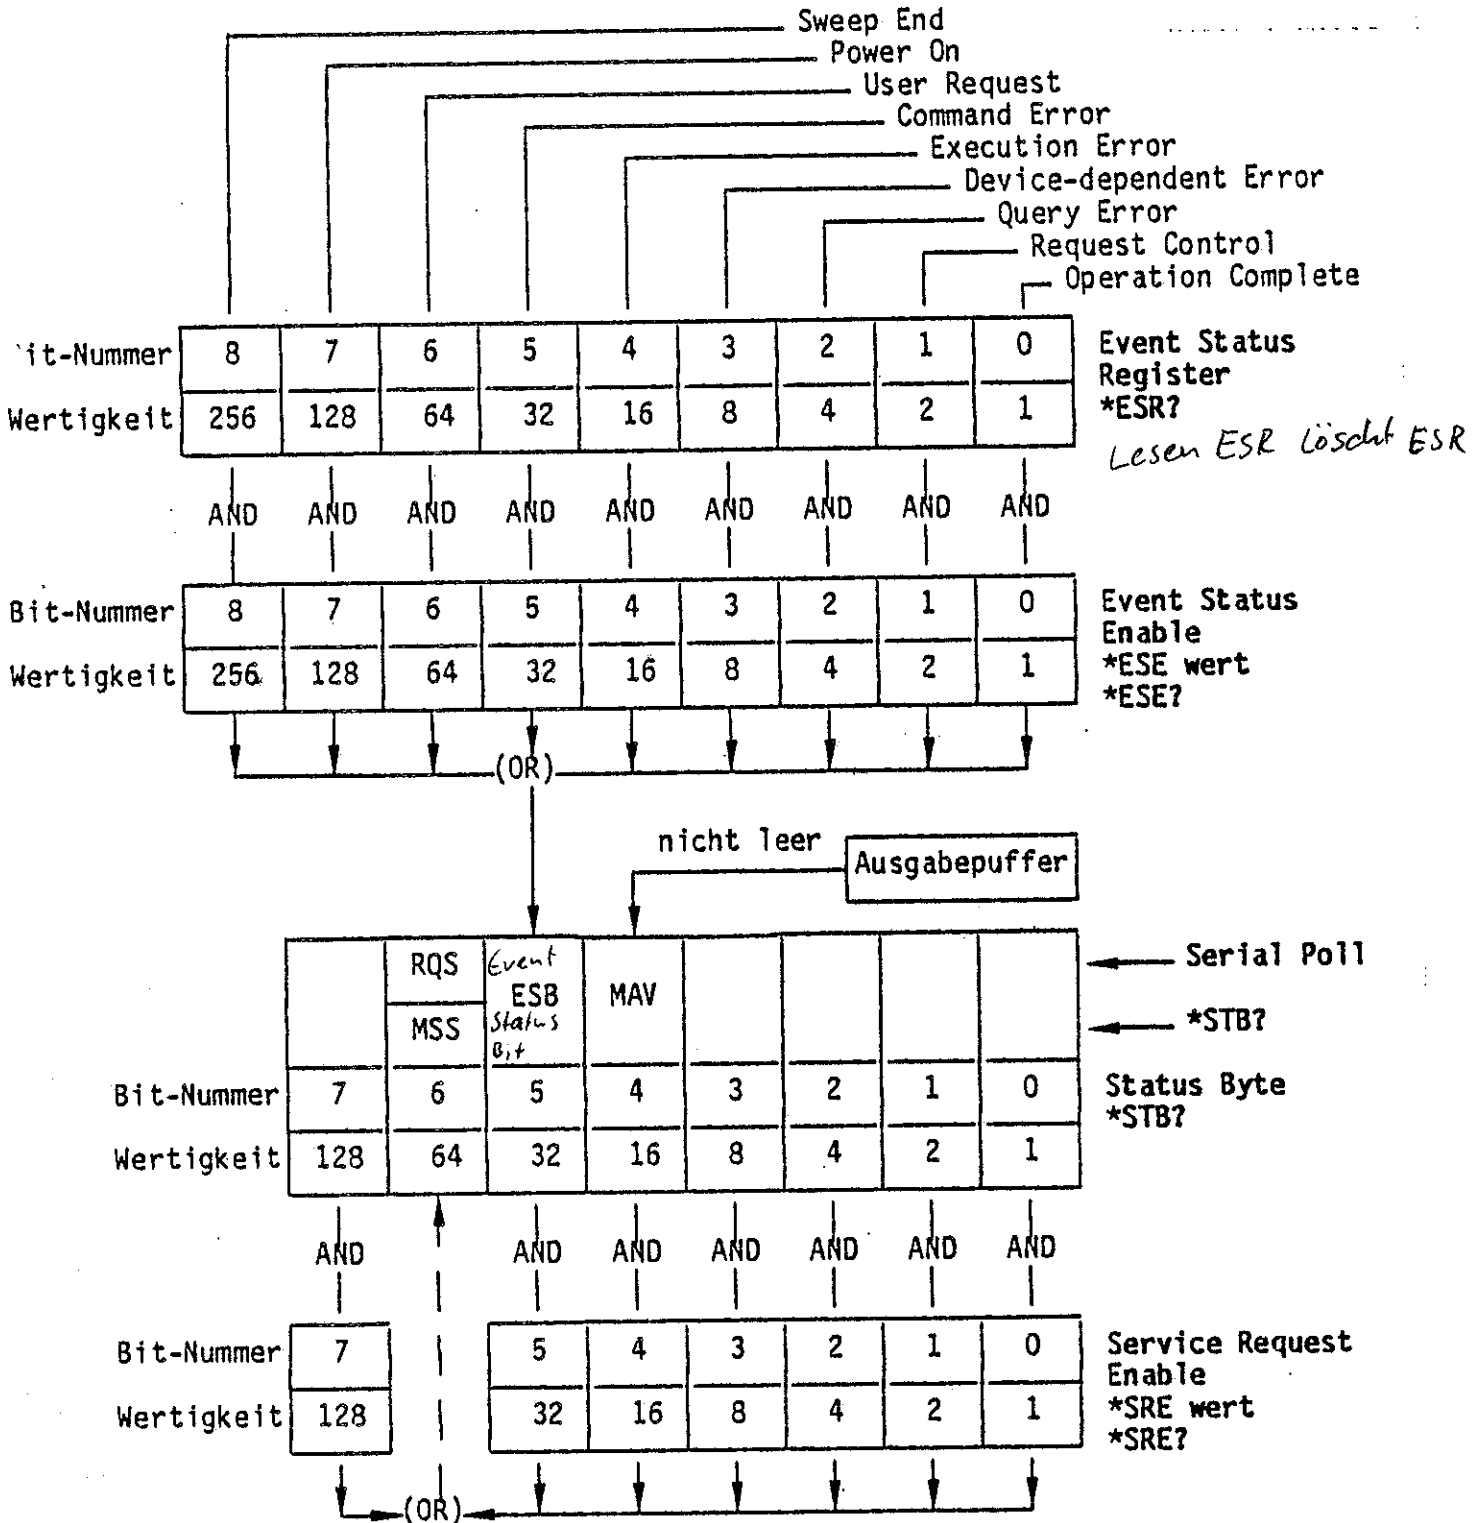 Sweep End
Power On
User Request
Command Error
Execution Error
Device-dependent Error
Query Error
Request Control
Operation Complete
it-Nummer 8 7 6 5 4 3 2 1 0 Event Status
Register
Wertigkeit 256 128 64 32 16 8 4 2 1 *ESR?
Lesen ESR löscht ESR
AND AND AND AND AND AND AND AND AND
Bit-Nummer 8 7 6 5 4 3 2 1 0 Event Status
Enable
Wertigkeit 256 128 64 32 16 8 4 2 1 *ESE wert
*ESE?
(OR)
nicht leer Ausgabepuffer
RQS Event MAV Serial Poll
ESB
MSS Status *STB?
Bit
Bit-Nummer 7 6 5 4 3 2 1 0 Status Byte
*STB?
Wertigkeit 128 64 32 16 8 4 2 1
AND AND AND AND AND AND AND
Bit-Nummer 7 5 4 3 2 1 0 Service Request
Enable
Wertigkeit 128 32 16 8 4 2 1 *SRE wert
*SRE?
(OR)